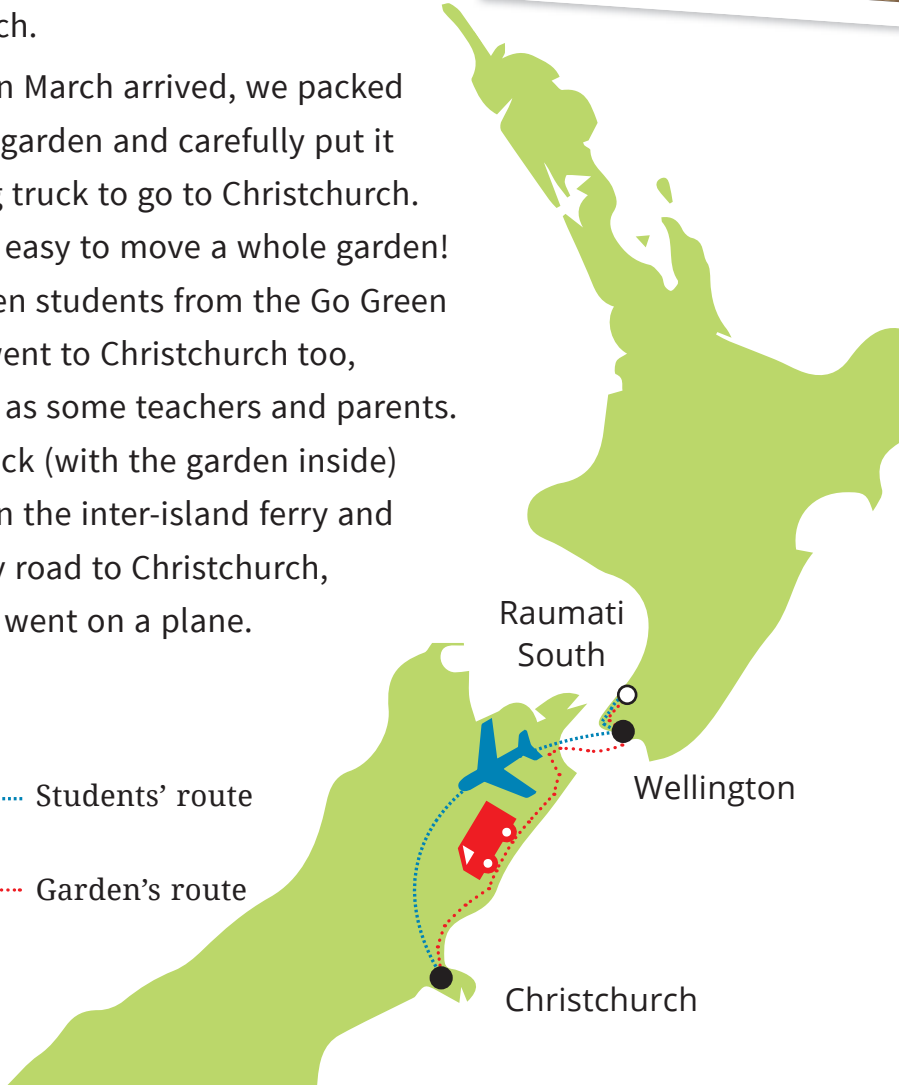 ch.
n March arrived, we packed
garden and carefully put it
truck to go to Christchurch.
easy to move a whole garden!
en students from the Go Green
ent to Christchurch too,
as some teachers and parents.
ck (with the garden inside)
n the inter-island ferry and
road to Christchurch,
went on a plane.
Raumati
South
Wellington
Students’ route
Garden’s route
Christchurch